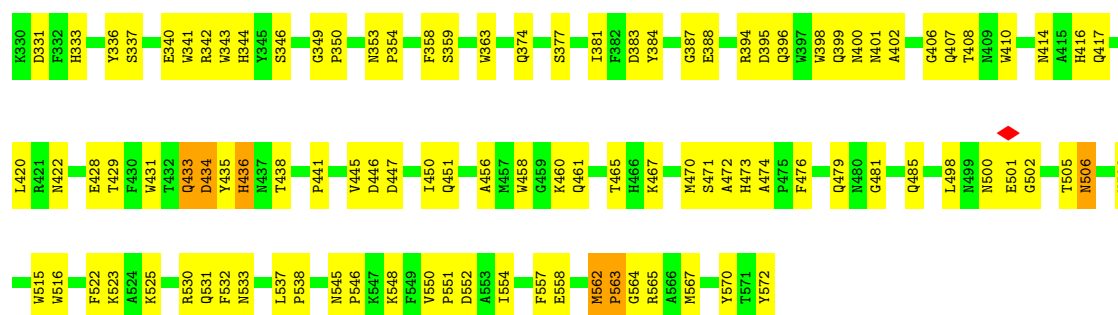 K330 D331 F332 H333 Y336 S337 E340 W341 R342 W343 H344 Y345 S346 G349 P350 N353 P354 F358 S359 W363 Q374 S377 I381 F382 D383 Y384 G387 E388 R394 D395 Q396 W397 W398 Q399 N400 N401 A402 G406 Q407 T408 N409 W410 N414 A415 H416 Q417
L420 R421 N422 E428 T429 F430 W431 T432 Q433 D434 Y435 H436 N437 T438 P441 V445 D446 D447 I450 Q451 A456 M457 W458 G459 K460 Q461 T465 H466 K467 M470 S471 A472 H473 A474 P475 F476 Q479 N480 G481 Q485 L498 N499 N500 E501 G502 T505 N506
W515 W516 F522 K523 A524 K525 R530 Q531 F532 N533 L537 P538 N545 P546 K547 K548 F549 V550 P551 D552 A553 I554 F557 E558 M562 P563 G564 R565 A566 M567 Y570 T571 Y572